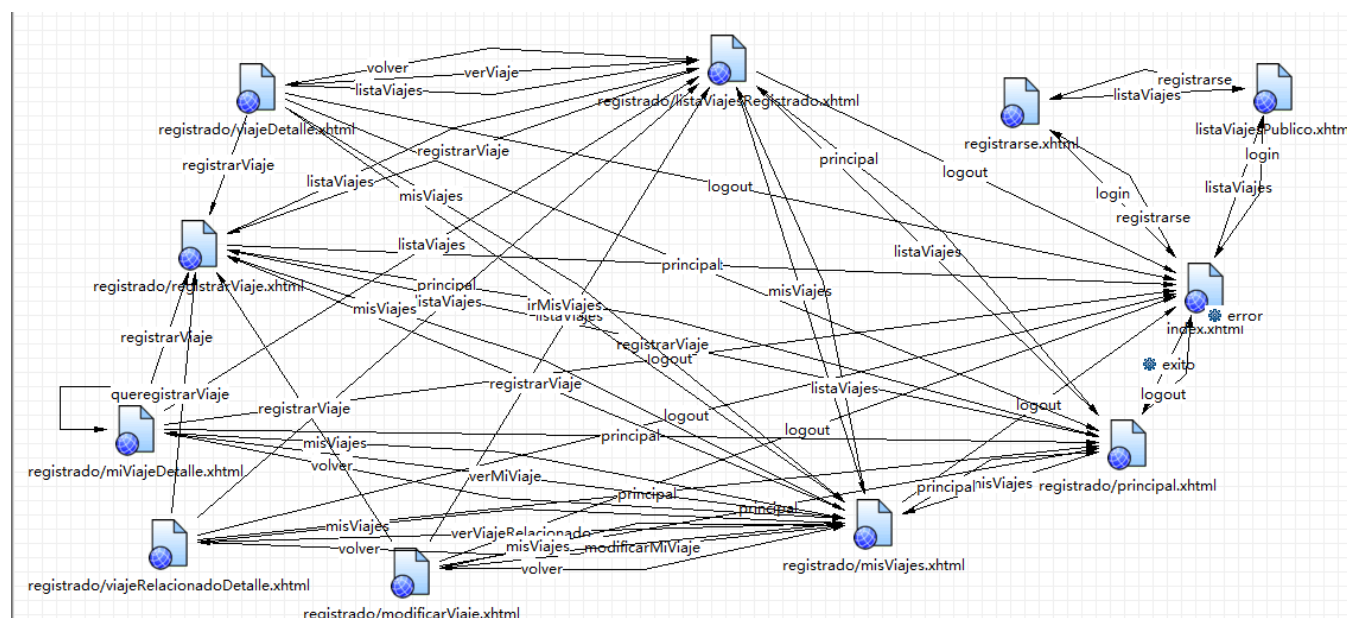 volver
verViaje
listaViajes
registrado/listaViajesRegistrado.xhtml
registrado/viajeDetalle.xhtml
registrarse
listaViajes
listaViajesPublico.xhtm
registrarse.xhtml
login
listaViajes
registrarViaje
registrarViaje
principal
listaViajes
misViajes
logout
logout
login
registrarse
listaViajes
listaViajes
principal
registrado/registrarViaje.xhtml
principal
misViajes
listaViajes
irMisViajes
listaViajes
misViajes
error
index.xhtml
registrarViaje
registrarViaje
logout
exito
logout
queregistrarViaje
registrarViaje
registrarViaje
listaViajes
logout
logout
logout
misViajes
principal
volver
registrado/miViajeDetalle.xhtml
verMiViaje
principal
principal
misViajes
registrado/principal.xhtml
principal
misViajes
verViajeRelacionado
volver
misViajes
modificarMiViaje
volver
registrado/misViajes.xhtml
registrado/viajeRelacionadoDetalle.xhtml
registrado/modificarViaje.xhtml